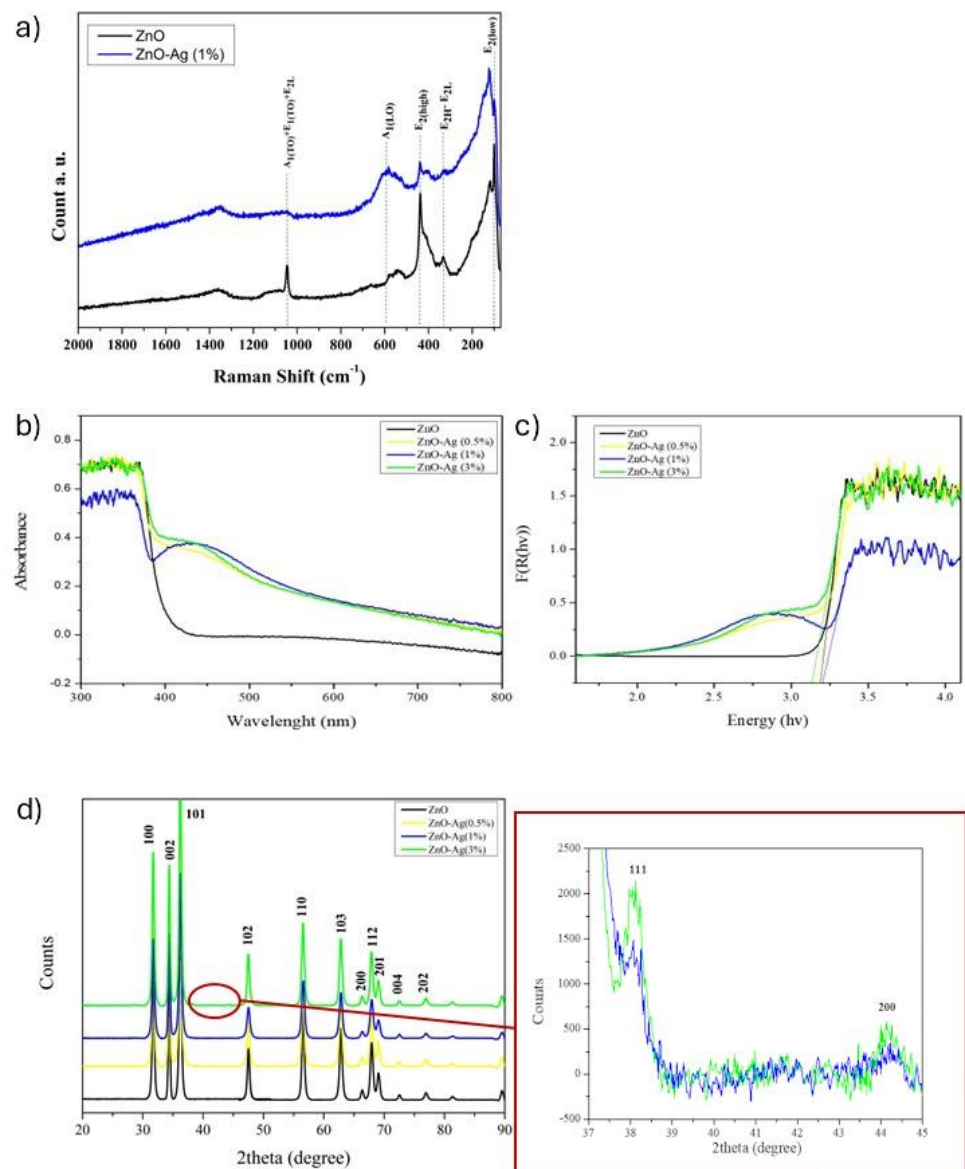 a)
ZnO
ZnO-Ag (1%)
A1(TO)+E1(TO)+E2L
A1(LO)
E2(high)
E2H- E2L
E2(low)
Count a. u.
2000 1800 1600 1400 1200 1000 800 600 400 200
Raman Shift (cm-1)
b)
ZnO
ZnO-Ag (0.5%)
ZnO-Ag (1%)
ZnO-Ag (3%)
0.8
0.6
0.4
0.2
0.0
-0.2
Absorbance
300 400 500 600 700 800
Wavelenght (nm)
c)
ZnO
ZnO-Ag (0.5%)
ZnO-Ag (1%)
ZnO-Ag (3%)
2.25
1.75
1.50
1.00
0.50
0.00
F(R(hv))
2.0 2.5 3.0 3.5 4.0
Energy (hv)
d)
ZnO
ZnO-Ag(0.5%)
ZnO-Ag(1%)
ZnO-Ag(3%)
100
002
101
102
110
103
200
112
201
004
202
Counts
20 30 40 50 60 70 80 90
2theta (degree)
2500
2000
1500
1000
500
0
-500
Counts
111
200
37 38 39 40 41 42 43 44 45
2theta (degree)